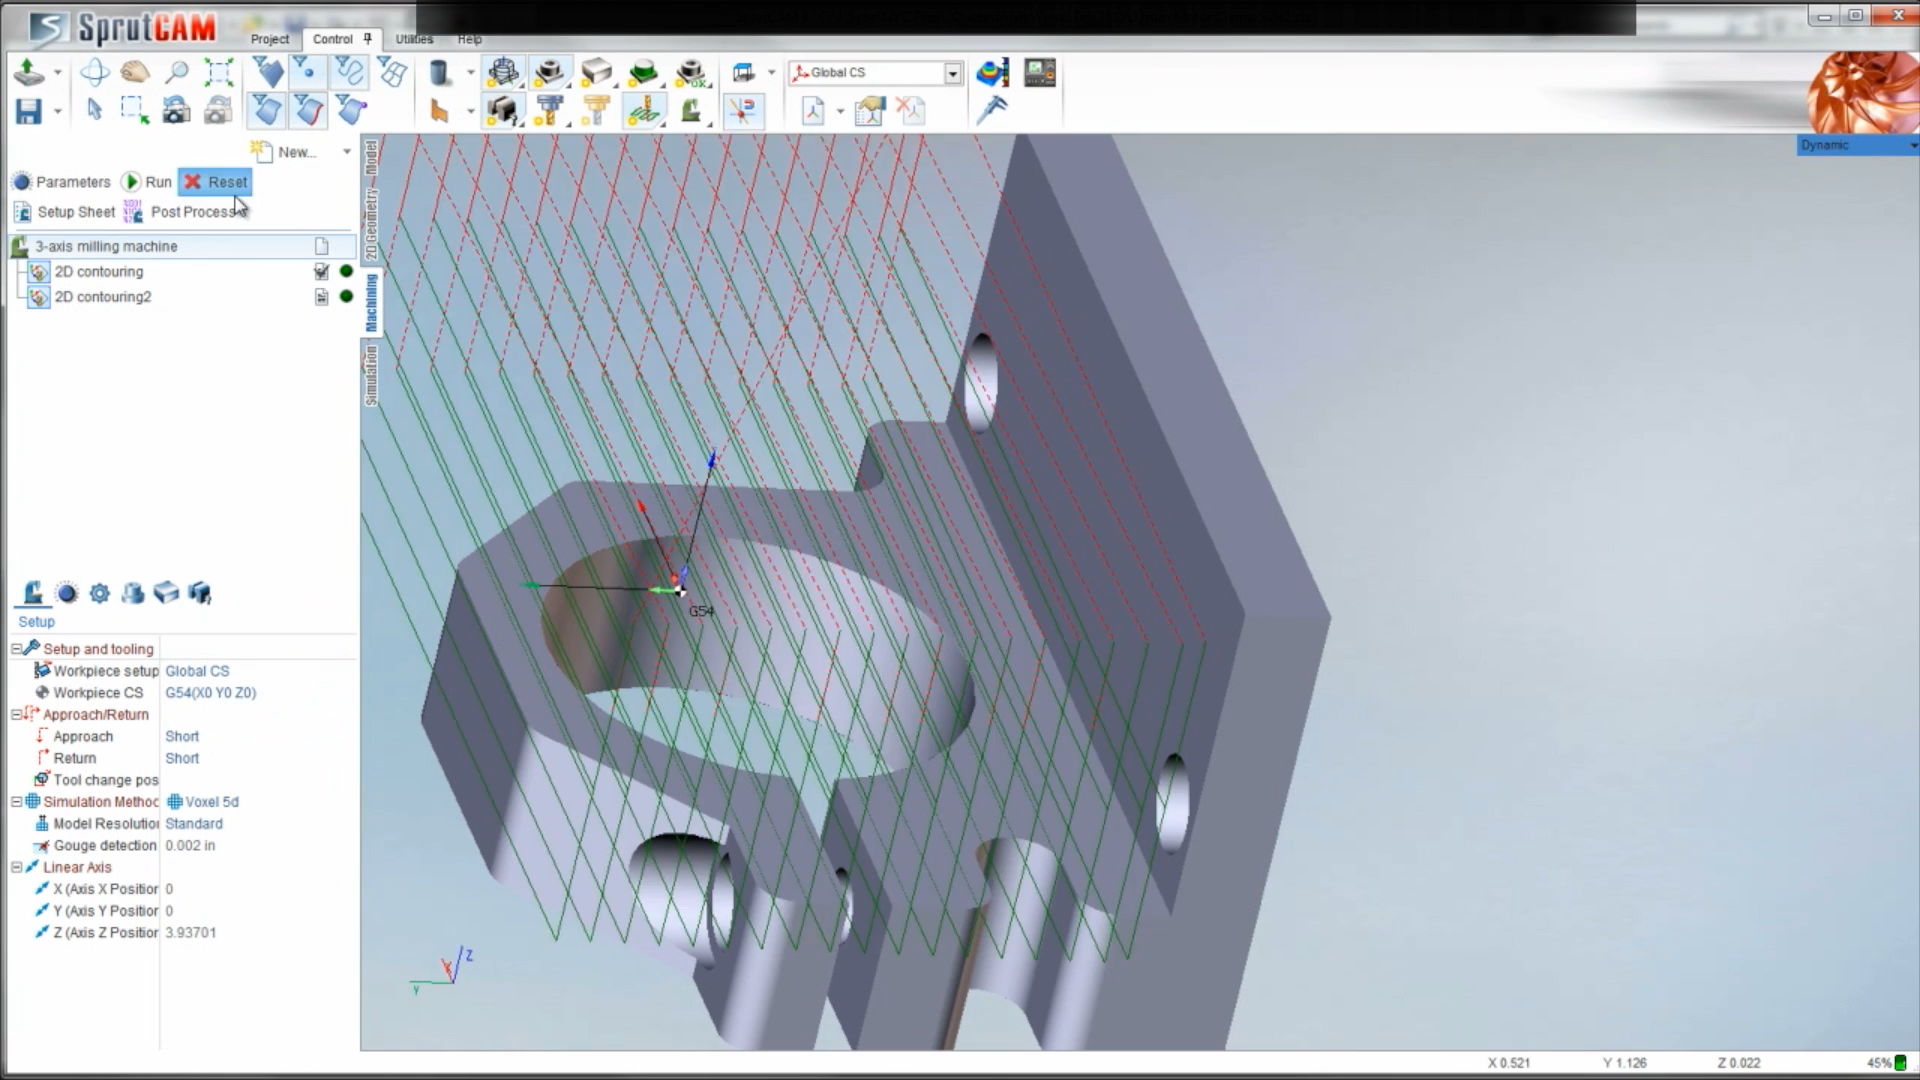 SprutCAM
Project
Control
Utilities
Help
Global CS
New...
Parameters
Run
Reset
Setup Sheet
Post Process
3-axis milling machine
2D contouring
2D contouring2
Model
2D Geometry
Machining
Simulation
Dynamic
G54
Setup
Setup and tooling
Workpiece setup Global CS
Workpiece CS G54(X0 Y0 Z0)
Approach/Return
Approach Short
Return Short
Tool change pos
Simulation Methoc Voxel 5d
Model Resolutior Standard
Gouge detection 0.002 in
Linear Axis
X (Axis X Positior 0
Y (Axis Y Positior 0
Z (Axis Z Positior 3.93701
Z
Y
X 0.521
Y 1.126
Z 0.022
45%